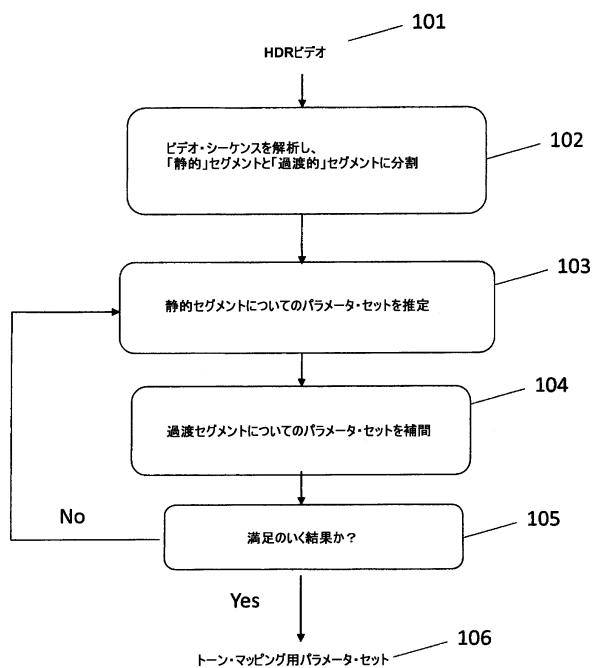 101
HDRビデオ
ビデオ・シーケンスを解析し、
「静的」セグメントと「過渡的」セグメントに分割
102
103
静的セグメントについてのパラメータ・セットを推定
104
過渡セグメントについてのパラメータ・セットを補間
No
満足のいく結果か?
105
Yes
トーン・マッピング用パラメータ・セット
106